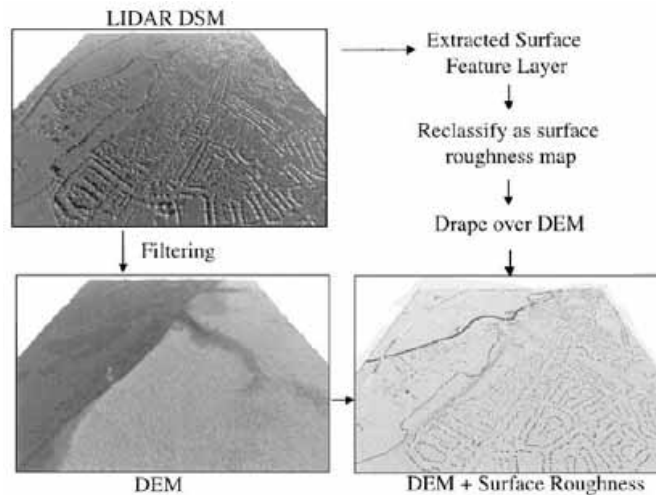 LIDAR DSM
Extracted Surface
Feature Layer
Reclassify as surface
roughness map
Drape over DEM
Filtering
DEM
DEM + Surface Roughness